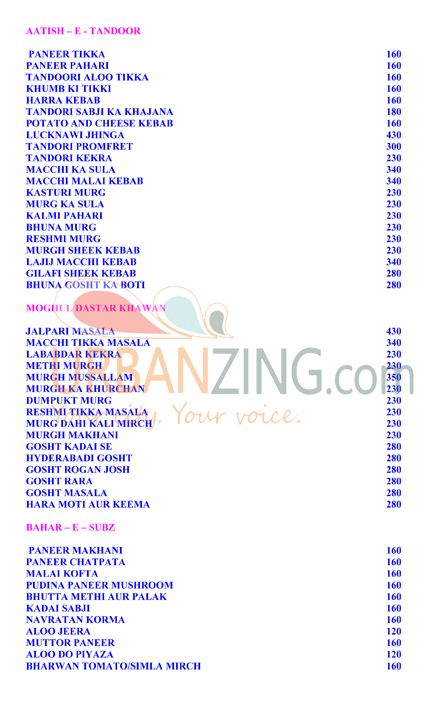 AATISH – E - TANDOOR
PANEER TIKKA 160
PANEER PAHARI 160
TANDOORI ALOO TIKKA 160
KHUMB KI TIKKI 160
HARRA KEBAB 160
TANDORI SABJI KA KHAJANA 180
POTATO AND CHEESE KEBAB 160
LUCKNAWI JHINGA 430
TANDORI PROMFRET 300
TANDORI KEKRA 230
MACCHI KA SULA 340
MACCHI MALAI KEBAB 340
KASTURI MURG 230
MURG KA SULA 230
KALMI PAHARI 230
BHUNA MURG 230
RESHMI MURG 230
MURGH SHEEK KEBAB 230
LAJIJ MACCHI KEBAB 340
GILAFI SHEEK KEBAB 280
BHUNA GOSHT KA BOTI 280
MOGHUL DASTAR KHAWAN
JALPARI MASALA 430
MACCHI TIKKA MASALA 340
LABABDAR KEKRA 230
METHI MURGH 230
MURGH MUSSALLAM 350
MURGH KA KHURCHAN 230
DUMPUKT MURG 230
RESHMI TIKKA MASALA 230
MURG DAHI KALI MIRCH 230
MURGH MAKHANI 230
GOSHT KADAI SE 280
HYDERABADI GOSHT 280
GOSHT ROGAN JOSH 280
GOSHT RARA 280
GOSHT MASALA 280
HARA MOTI AUR KEEMA 280
URBANZING.com
Your voice.
BAHAR – E – SUBZ
PANEER MAKHANI 160
PANEER CHATPATA 160
MALAI KOFTA 160
PUDINA PANEER MUSHROOM 160
BHUTTA METHI AUR PALAK 160
KADAI SABJI 160
NAVRATAN KORMA 160
ALOO JEERA 120
MUTTOR PANEER 160
ALOO DO PIYAZA 120
BHARWAN TOMATO/SIMLA MIRCH 160